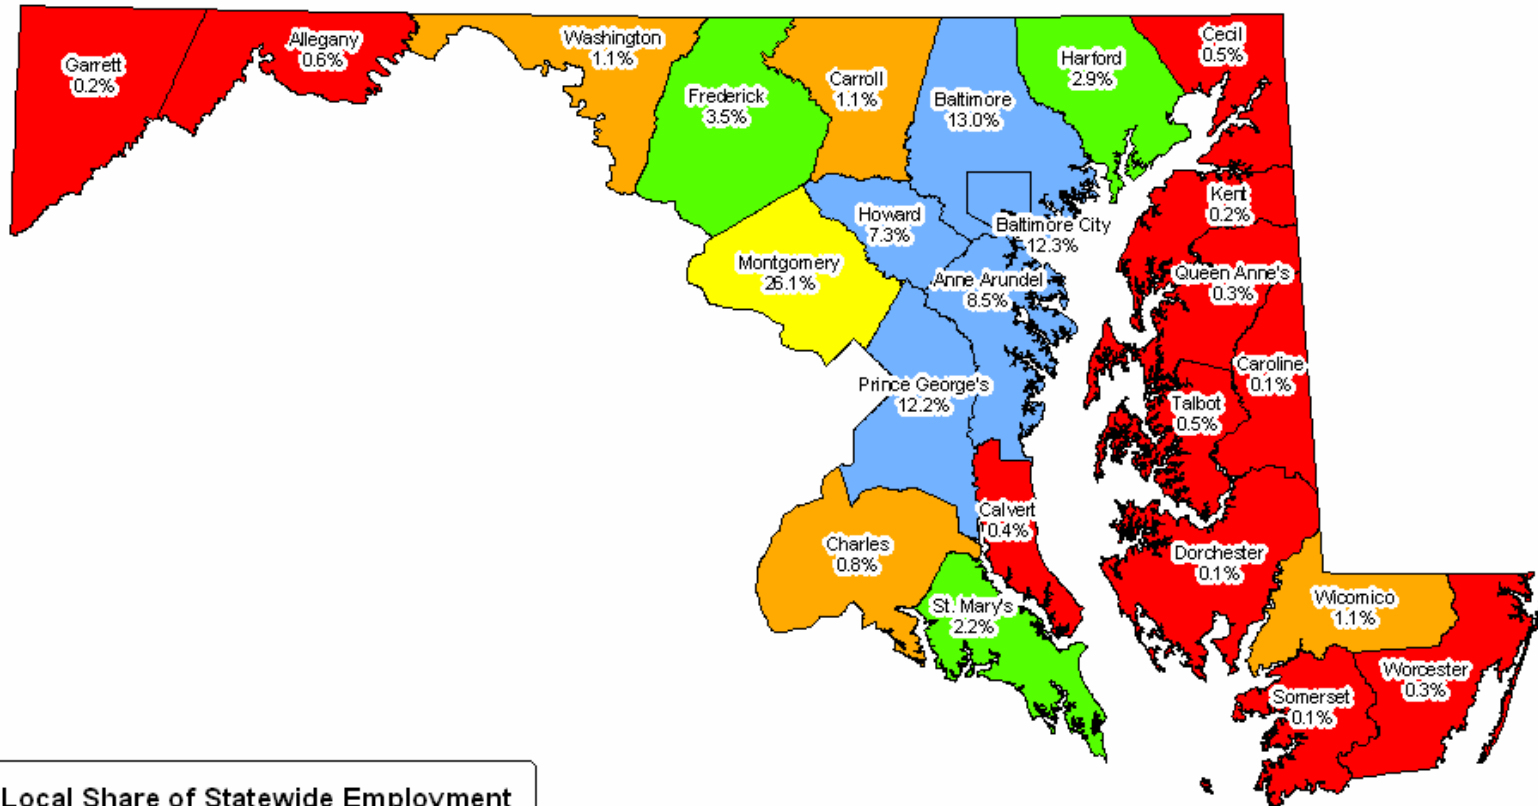 Garrett
0.2%
Allegany
0.6%
Washington
1.1%
Frederick
3.5%
Carroll
1.1%
Baltimore
13.0%
Harford
2.9%
Cecil
0.5%
Howard
7.3%
Baltimore City
12.3%
Kent
0.2%
Montgomery
26.1%
Anne Arundel
8.5%
Queen Anne's
0.3%
Prince George's
12.2%
Caroline
0.1%
Talbot
0.5%
Calvert
0.4%
Charles
0.8%
Dorchester
0.1%
St. Mary's
2.2%
Wicomico
1.1%
Worcester
0.3%
Somerset
0.1%
Local Share of Statewide Employment